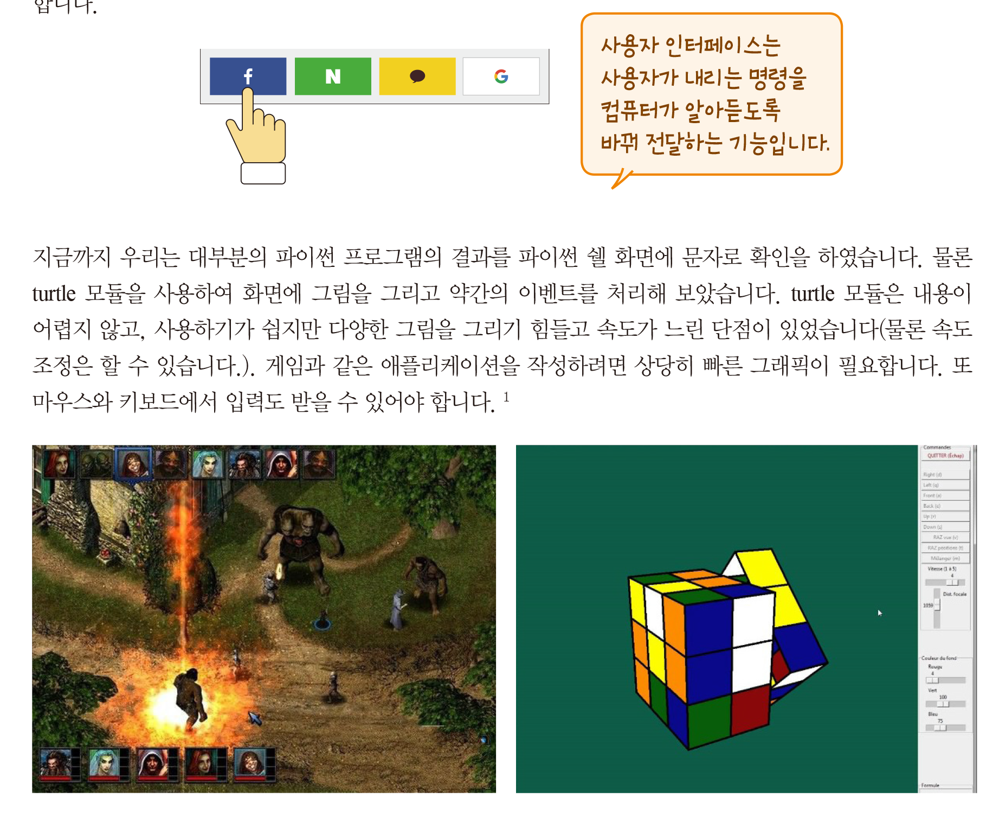 합니다.
f
N
G
사용자 인터페이스는
사용자가 내리는 명령을
컴퓨터가 알아듣도록
바꿔 전달하는 기능입니다.
지금까지 우리는 대부분의 파이썬 프로그램의 결과를 파이썬 쉘 화면에 문자로 확인을 하였습니다. 물론
turtle 모듈을 사용하여 화면에 그림을 그리고 약간의 이벤트를 처리해 보았습니다. turtle 모듈은 내용이
어렵지 않고, 사용하기가 쉽지만 다양한 그림을 그리기 힘들고 속도가 느린 단점이 있었습니다(물론 속도
조정은 할 수 있습니다.). 게임과 같은 애플리케이션을 작성하려면 상당히 빠른 그래픽이 필요합니다. 또
마우스와 키보드에서 입력도 받을 수 있어야 합니다. 1
Commandes
QUITTER (Échap)
Right (d)
Left (q)
Front (a)
Back (e)
Up (r)
Down (s)
RAZ vue (v)
RAZ positions (t)
Mélanger (m)
Vitesse (1 à 5)
4
Dist. focale
1059
Couleur du fond
Rouge
4
Vert
100
Bleu
75
Formule